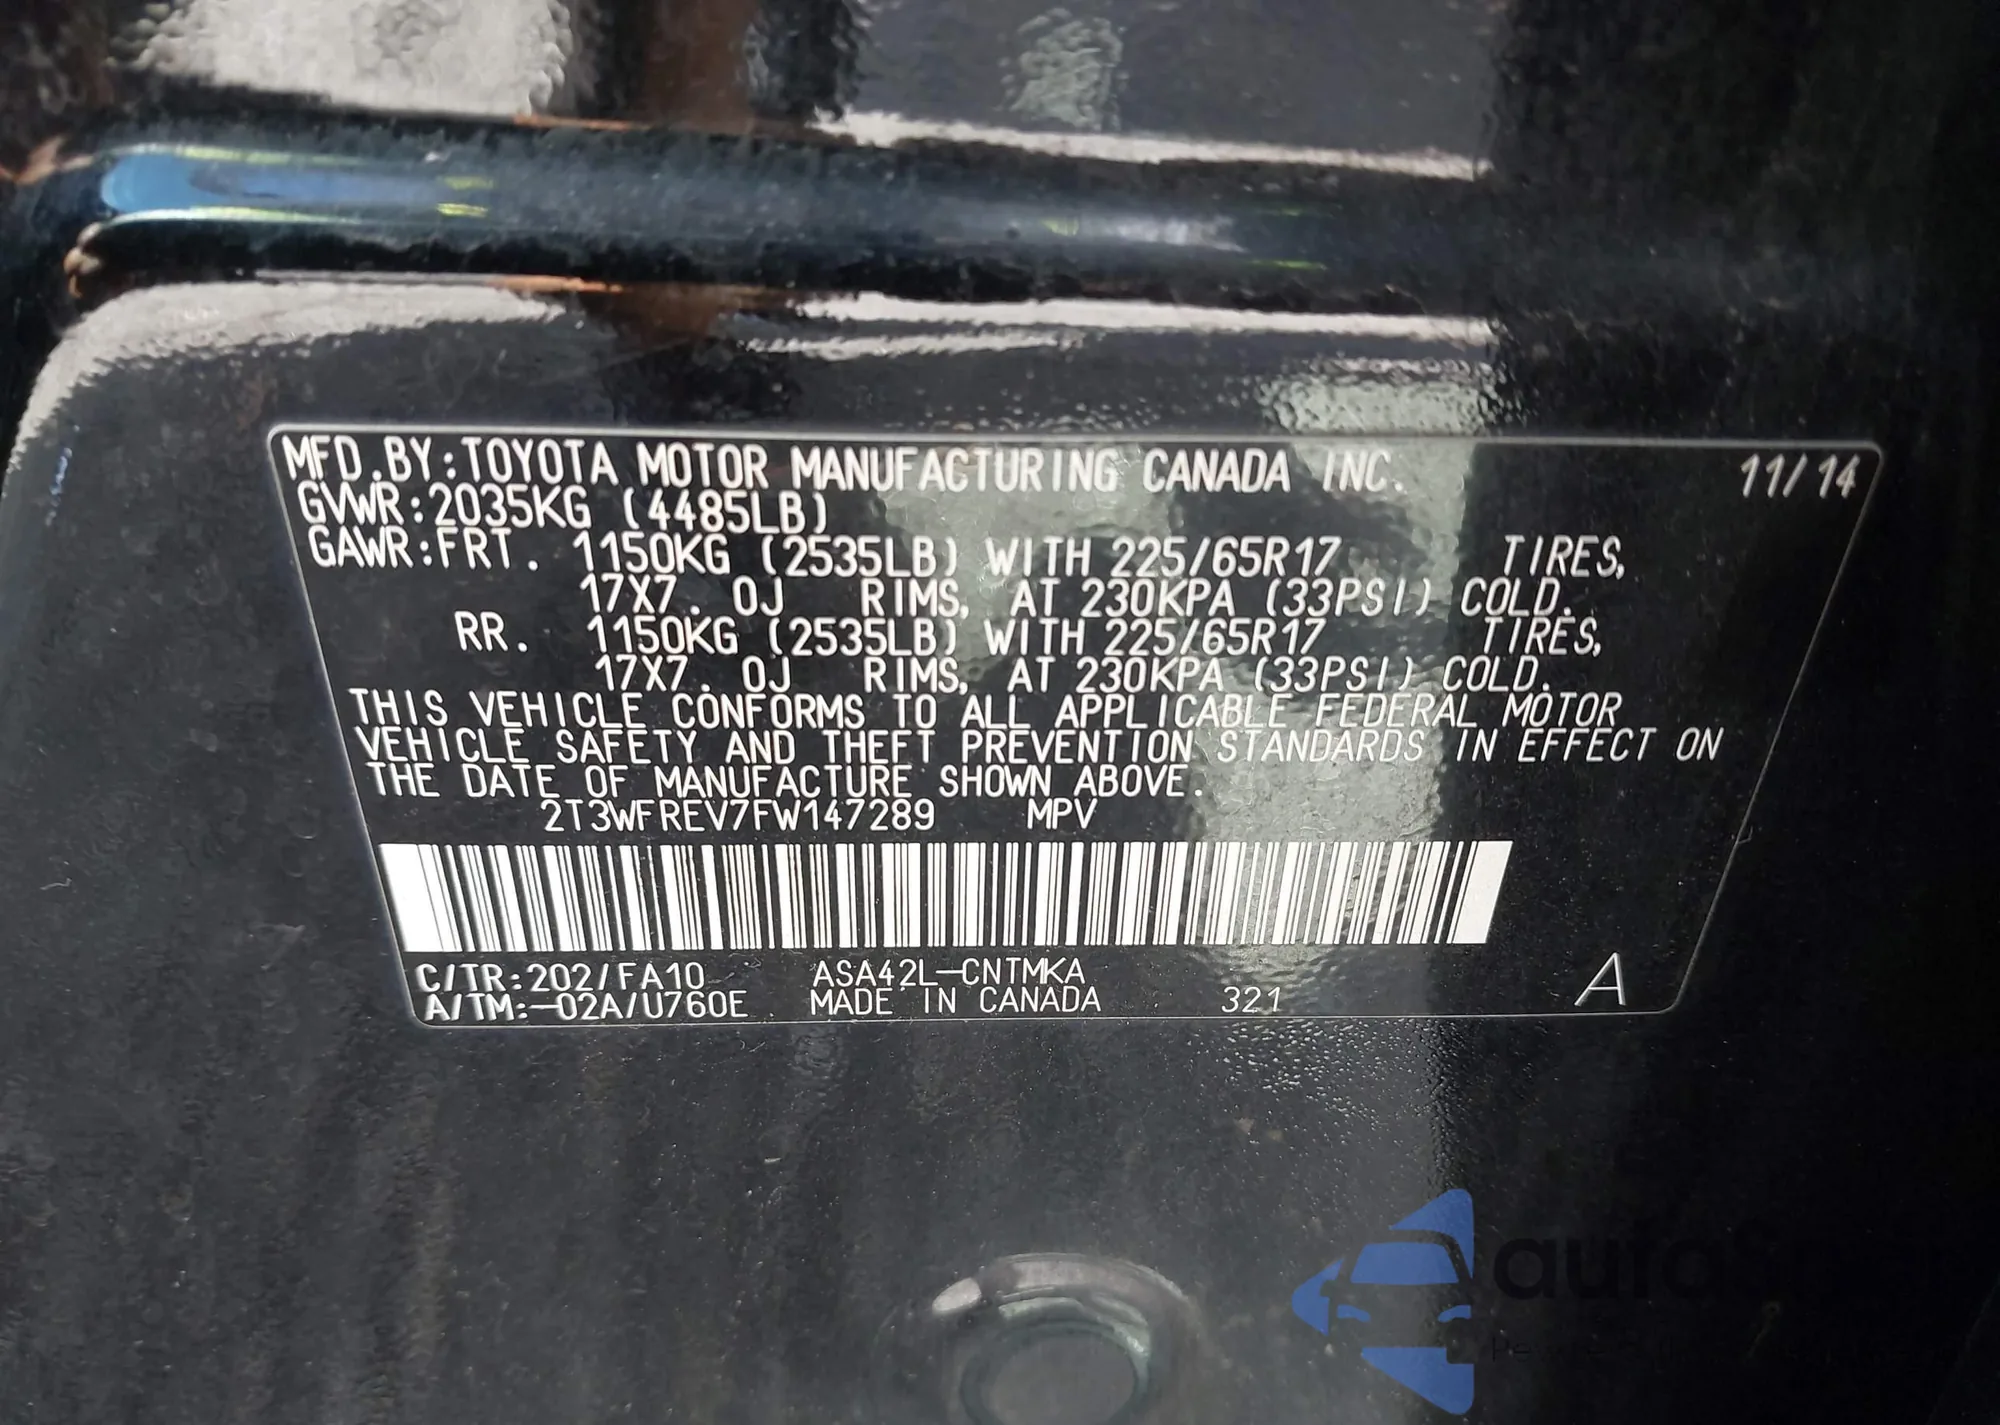 MFD.BY:TOYOTA MOTOR MANUFACTURING CANADA INC. 11/14
GVWR:2035KG (4485LB)
GAWR:FRT. 1150KG (2535LB) WITH 225/65R17 TIRES,
17X7.0J RIMS, AT 230KPA (33PSI) COLD.
RR. 1150KG (2535LB) WITH 225/65R17 TIRES,
17X7.0J RIMS, AT 230KPA (33PSI) COLD.
THIS VEHICLE CONFORMS TO ALL APPLICABLE FEDERAL MOTOR
VEHICLE SAFETY AND THEFT PREVENTION STANDARDS IN EFFECT ON
THE DATE OF MANUFACTURE SHOWN ABOVE.
2T3WFREV7FW147289 MPV
C/TR:202/FA10 ASA42L-CNTMKA A
A/TM:-02A/U760E MADE IN CANADA 321